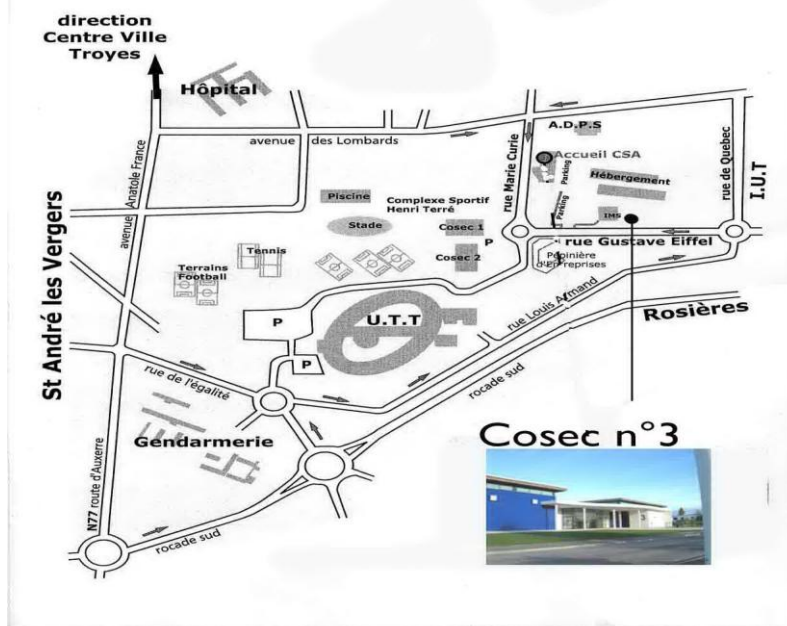 direction
Centre Ville
Troyes
Hôpital
avenue des Lombards
avenue Anatole France
St André les Vergers
Piscine
Complexe Sportif
Henri Terré
Stade
Cosec 1
Cosec 2
P
Tennis
Terrains
Football
rue Marie Curie
A.D.P.S
Accueil CSA
Parking
Parking
Hébergement
IMS
rue de Quebec
I.U.T
rue Gustave Eiffel
Pépinière
d'Entreprises
rue Louis Armand
Rosières
U.T.T
P
P
rue de l'égalité
rocade sud
Gendarmerie
N77 route d'Auxerre
rocade sud
Cosec n°3